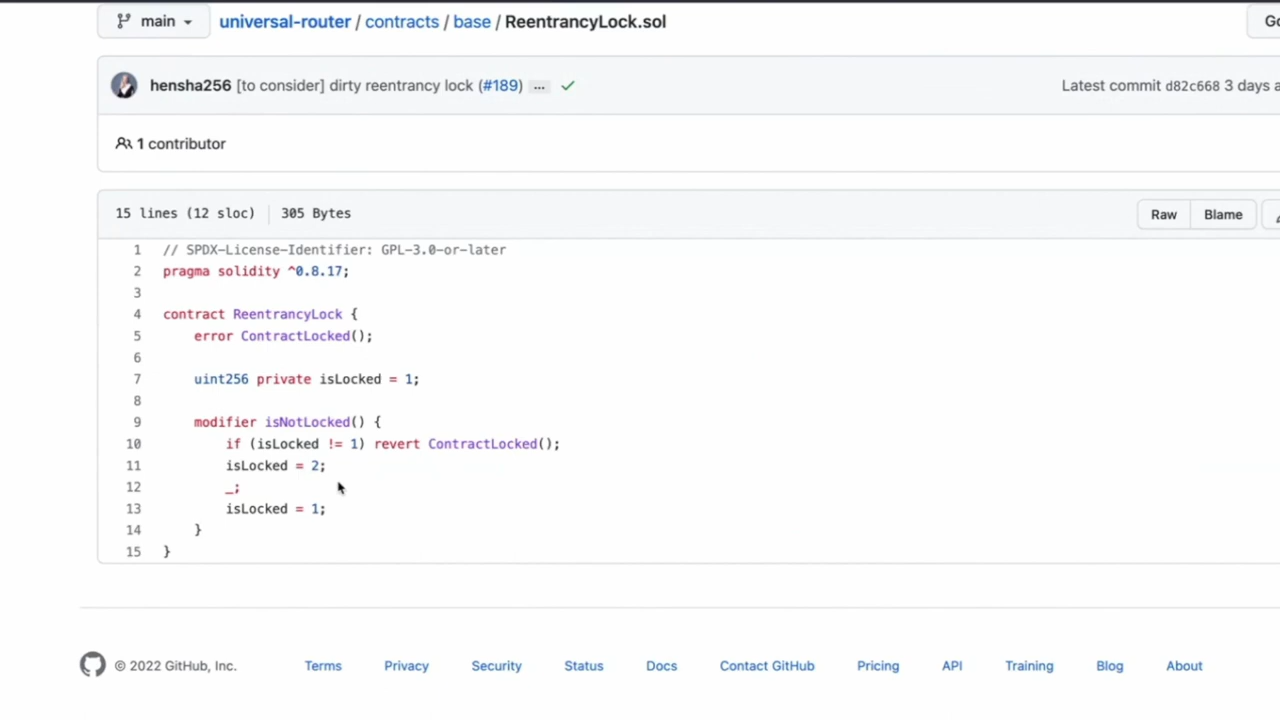 main
universal-router / contracts / base / ReentrancyLock.sol
Go
hensha256 [to consider] dirty reentrancy lock (#189) ...
Latest commit d82c668 3 days a
1 contributor
15 lines (12 sloc) 305 Bytes
Raw Blame
1 // SPDX-License-Identifier: GPL-3.0-or-later
2 pragma solidity ^0.8.17;
3
4 contract ReentrancyLock {
5 error ContractLocked();
6
7 uint256 private isLocked = 1;
8
9 modifier isNotLocked() {
10 if (isLocked != 1) revert ContractLocked();
11 isLocked = 2;
12 _;
13 isLocked = 1;
14 }
15 }
© 2022 GitHub, Inc. Terms Privacy Security Status Docs Contact GitHub Pricing API Training Blog About